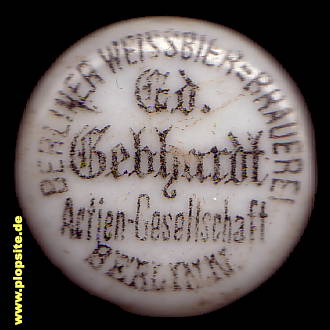 BERLINER WEISSBIER-BRAUEREI
Ed.
Gebhardt
Actien-Gesellschaft
BERLIN N.
www.plopsite.de